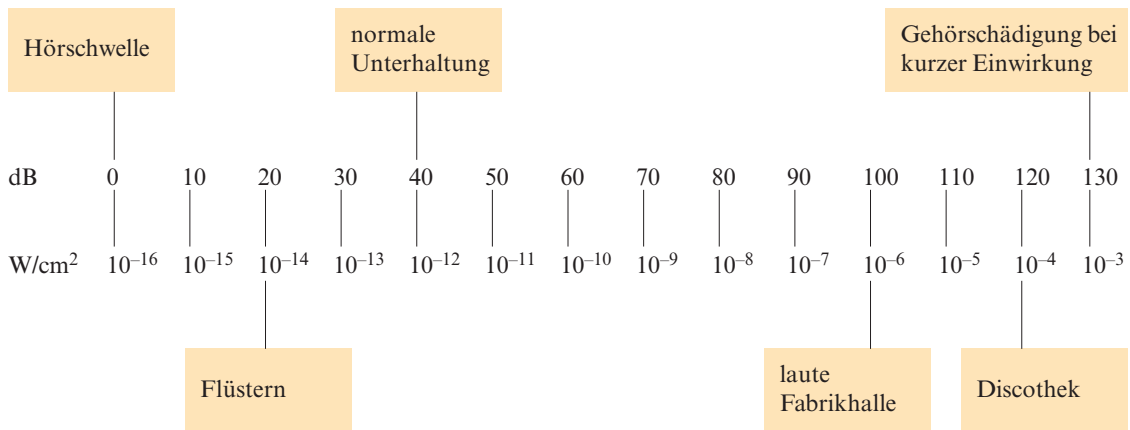 Hörschwelle
normale
Unterhaltung
Gehörschädigung bei
kurzer Einwirkung
dB 0 10 20 30 40 50 60 70 80 90 100 110 120 130
W/cm² 10⁻¹⁶ 10⁻¹⁵ 10⁻¹⁴ 10⁻¹³ 10⁻¹² 10⁻¹¹ 10⁻¹⁰ 10⁻⁹ 10⁻⁸ 10⁻⁷ 10⁻⁶ 10⁻⁵ 10⁻⁴ 10⁻³
Flüstern
laute
Fabrikhalle
Discothek